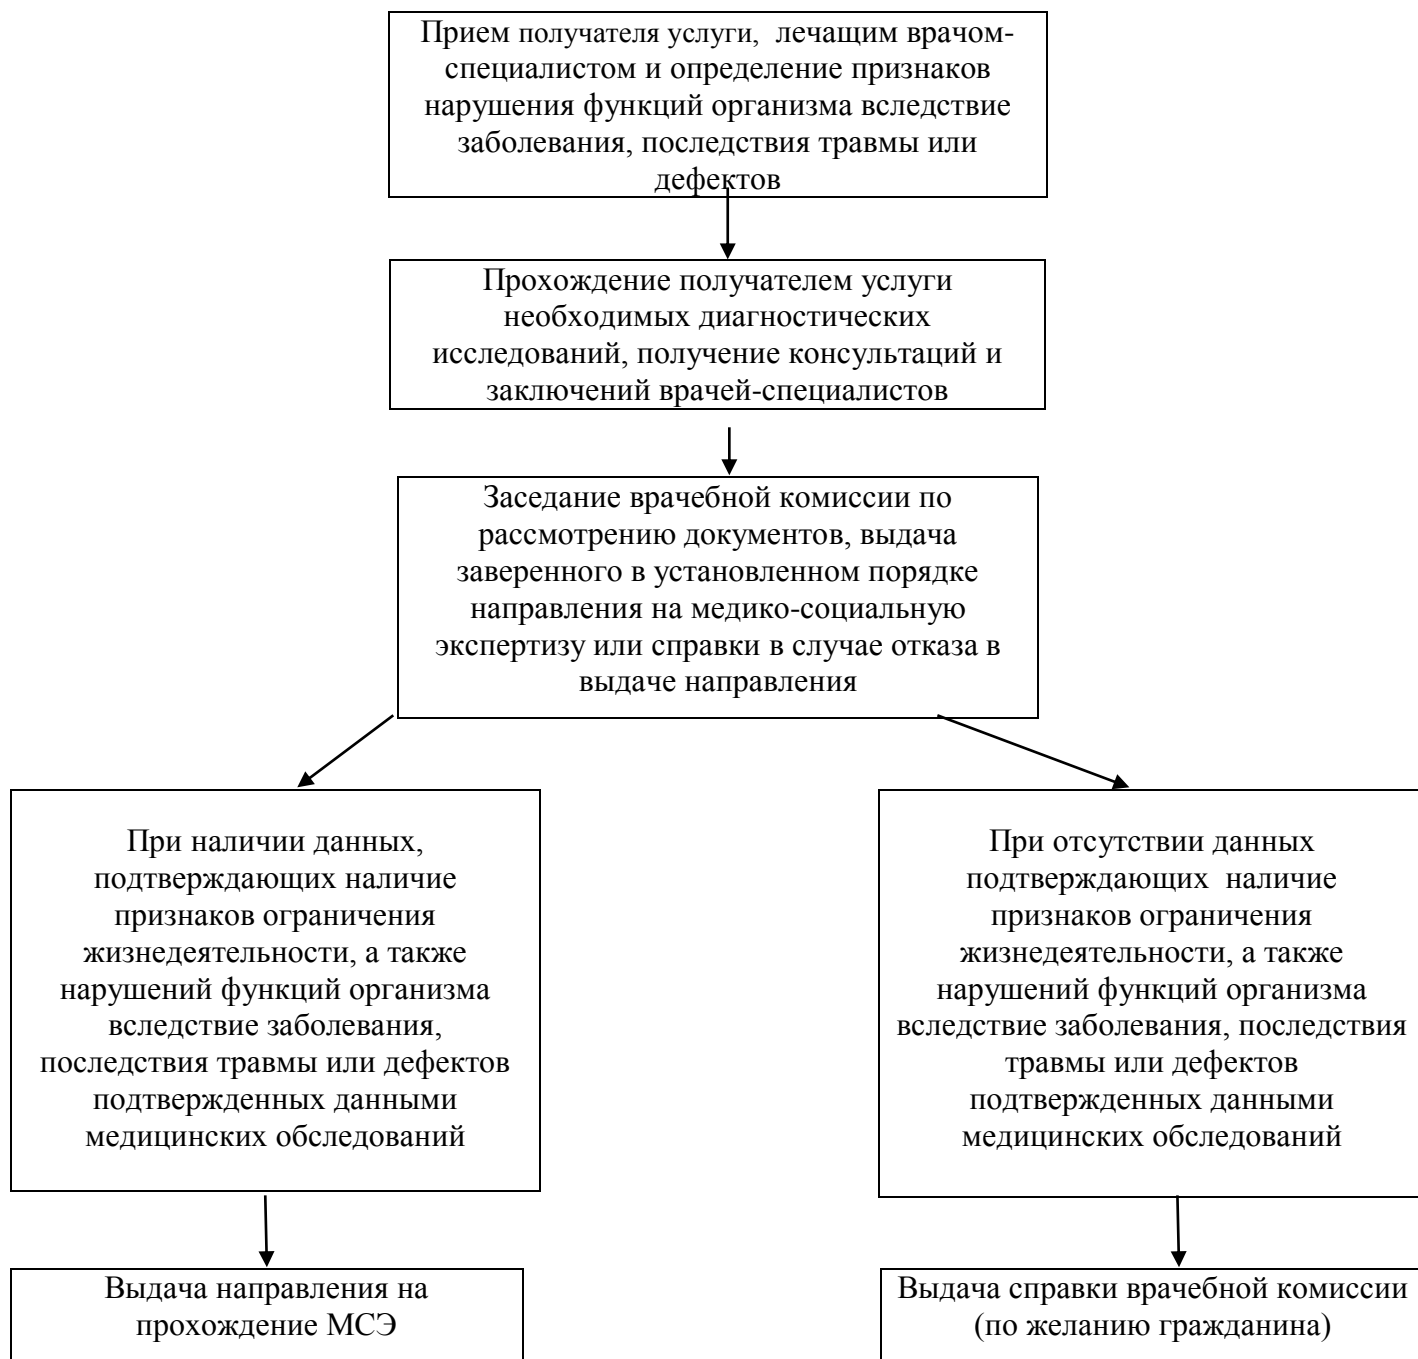 Прием получателя услуги, лечащим врачом-
специалистом и определение признаков
нарушения функций организма вследствие
заболевания, последствия травмы или
дефектов
Прохождение получателем услуги
необходимых диагностических
исследований, получение консультаций и
заключений врачей-специалистов
Заседание врачебной комиссии по
рассмотрению документов, выдача
заверенного в установленном порядке
направления на медико-социальную
экспертизу или справки в случае отказа в
выдаче направления
При наличии данных,
подтверждающих наличие
признаков ограничения
жизнедеятельности, а также
нарушений функций организма
вследствие заболевания,
последствия травмы или дефектов
подтвержденных данными
медицинских обследований
При отсутствии данных
подтверждающих наличие
признаков ограничения
жизнедеятельности, а также
нарушений функций организма
вследствие заболевания, последствия
травмы или дефектов
подтвержденных данными
медицинских обследований
Выдача направления на
прохождение МСЭ
Выдача справки врачебной комиссии
(по желанию гражданина)